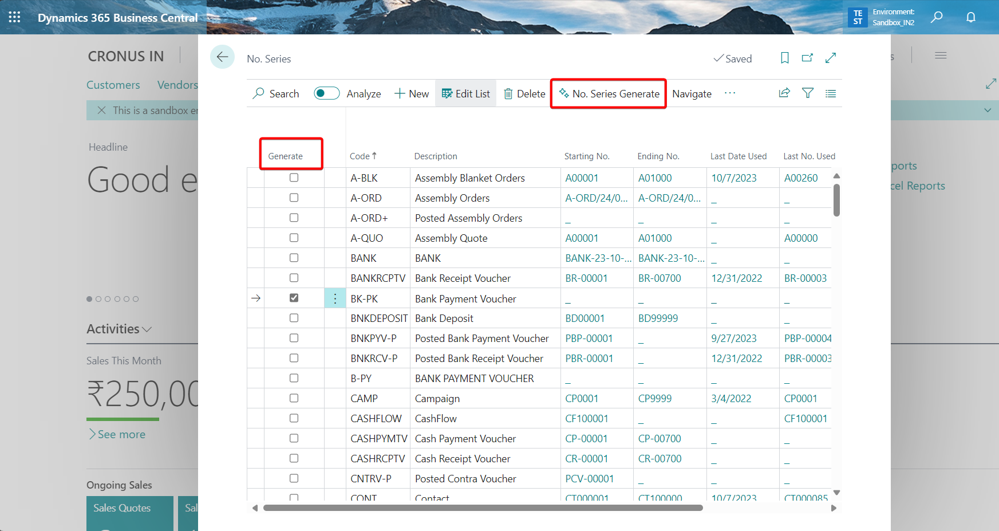 Dynamics 365 Business Central
TE
ST
Environment:
Sandbox_IN2
CRONUS IN
Customers Vendors
This is a sandbox
Headline
Good
Activities
Sales This Month
₹250,00
See more
Ongoing Sales
Sales Quotes
No. Series
Saved
Search Analyze New Edit List Delete No. Series Generate Navigate ...
Generate Code ↑ Description Starting No. Ending No. Last Date Used Last No. Used
A-BLK Assembly Blanket Orders A00001 A01000 10/7/2023 A00260
A-ORD Assembly Orders A-ORD/24/0... A-ORD/24/0... _ _
A-ORD+ Posted Assembly Orders _ _ _ _
A-QUO Assembly Quote A00001 A01000 _ A00000
BANK BANK BANK-23-10-... BANK-23-10-... _ _
BANKRCPTV Bank Receipt Voucher BR-00001 BR-00700 12/31/2022 BR-00003
BK-PK Bank Payment Voucher _ _ _ _
BNKDEPOSIT Bank Deposit BD00001 BD99999 _ _
BNKPYV-P Posted Bank Payment Voucher PBP-00001 _ 9/27/2023 PBP-00004
BNKRCV-P Posted Bank Receipt Voucher PBR-00001 _ 12/31/2022 PBR-00003
B-PY BANK PAYMENT VOUCHER _ _ _ _
CAMP Campaign CP0001 CP9999 3/4/2022 CP0001
CASHFLOW CashFlow CF100001 _ _ CF100001
CASHPYMTV Cash Payment Voucher CP-00001 CP-00700 _ _
CASHRCPTV Cash Receipt Voucher CR-00001 CR-00700 _ _
CNTRV-P Posted Contra Voucher PCV-00001 _ _ _
CONT Contact CT000001 CT100000 10/7/2023 CT000085
ports
cel Reports